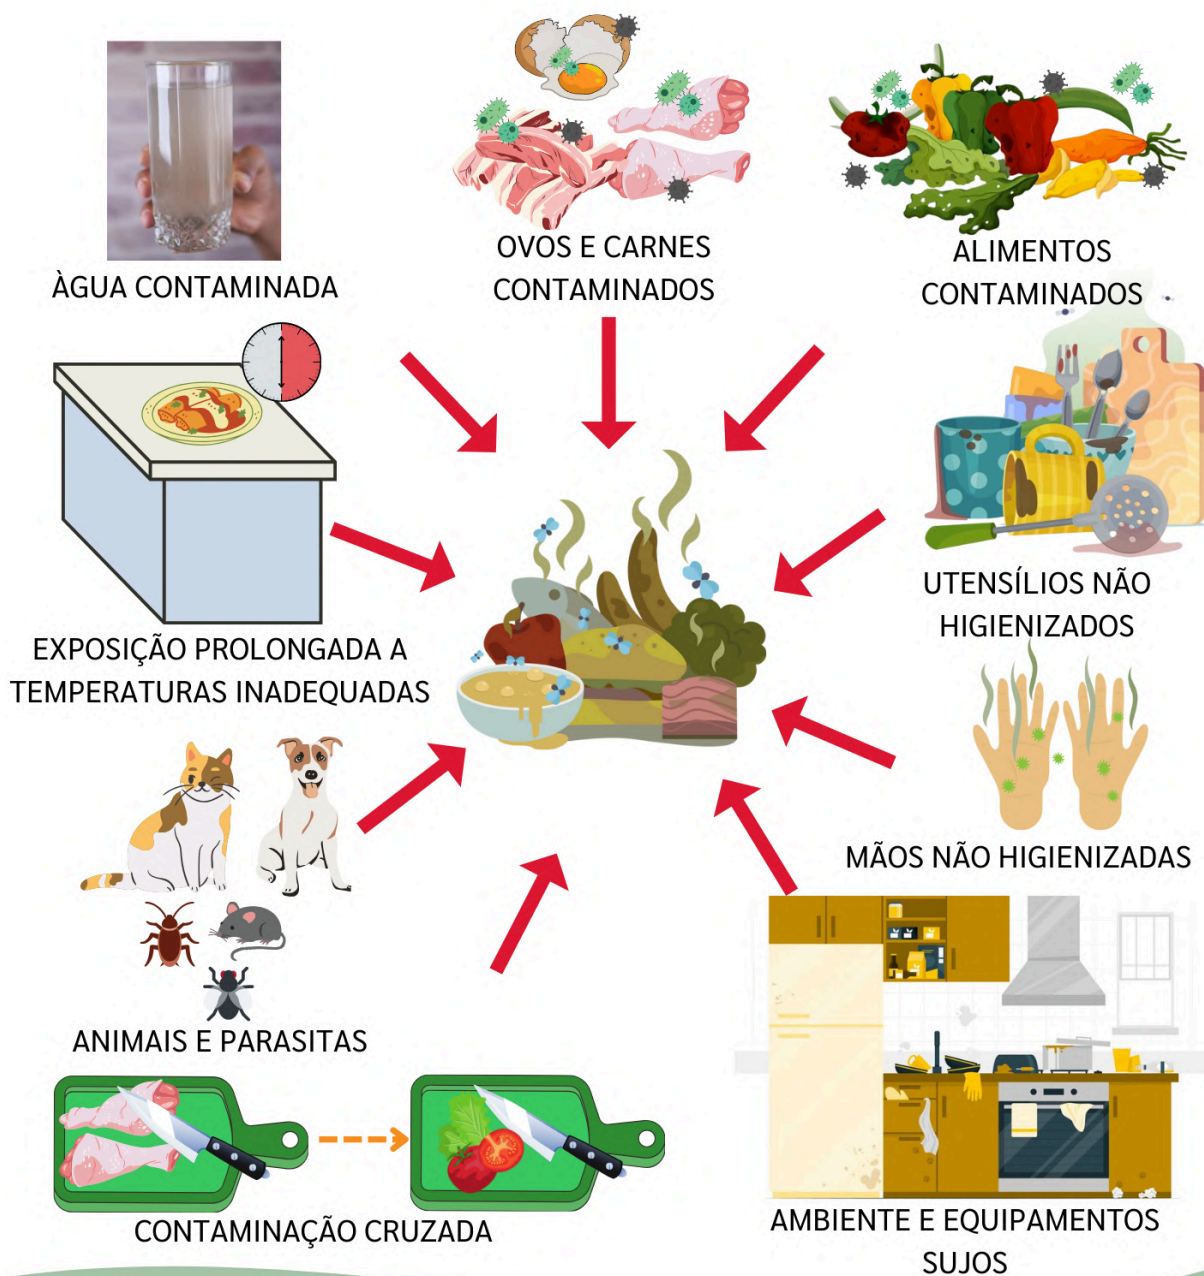 ÀGUA CONTAMINADA
OVOS E CARNES
CONTAMINADOS
ALIMENTOS
CONTAMINADOS
EXPOSIÇÃO PROLONGADA A
TEMPERATURAS INADEQUADAS
UTENSÍLIOS NÃO
HIGIENIZADOS
MÃOS NÃO HIGIENIZADAS
ANIMAIS E PARASITAS
CONTAMINAÇÃO CRUZADA
AMBIENTE E EQUIPAMENTOS
SUJOS